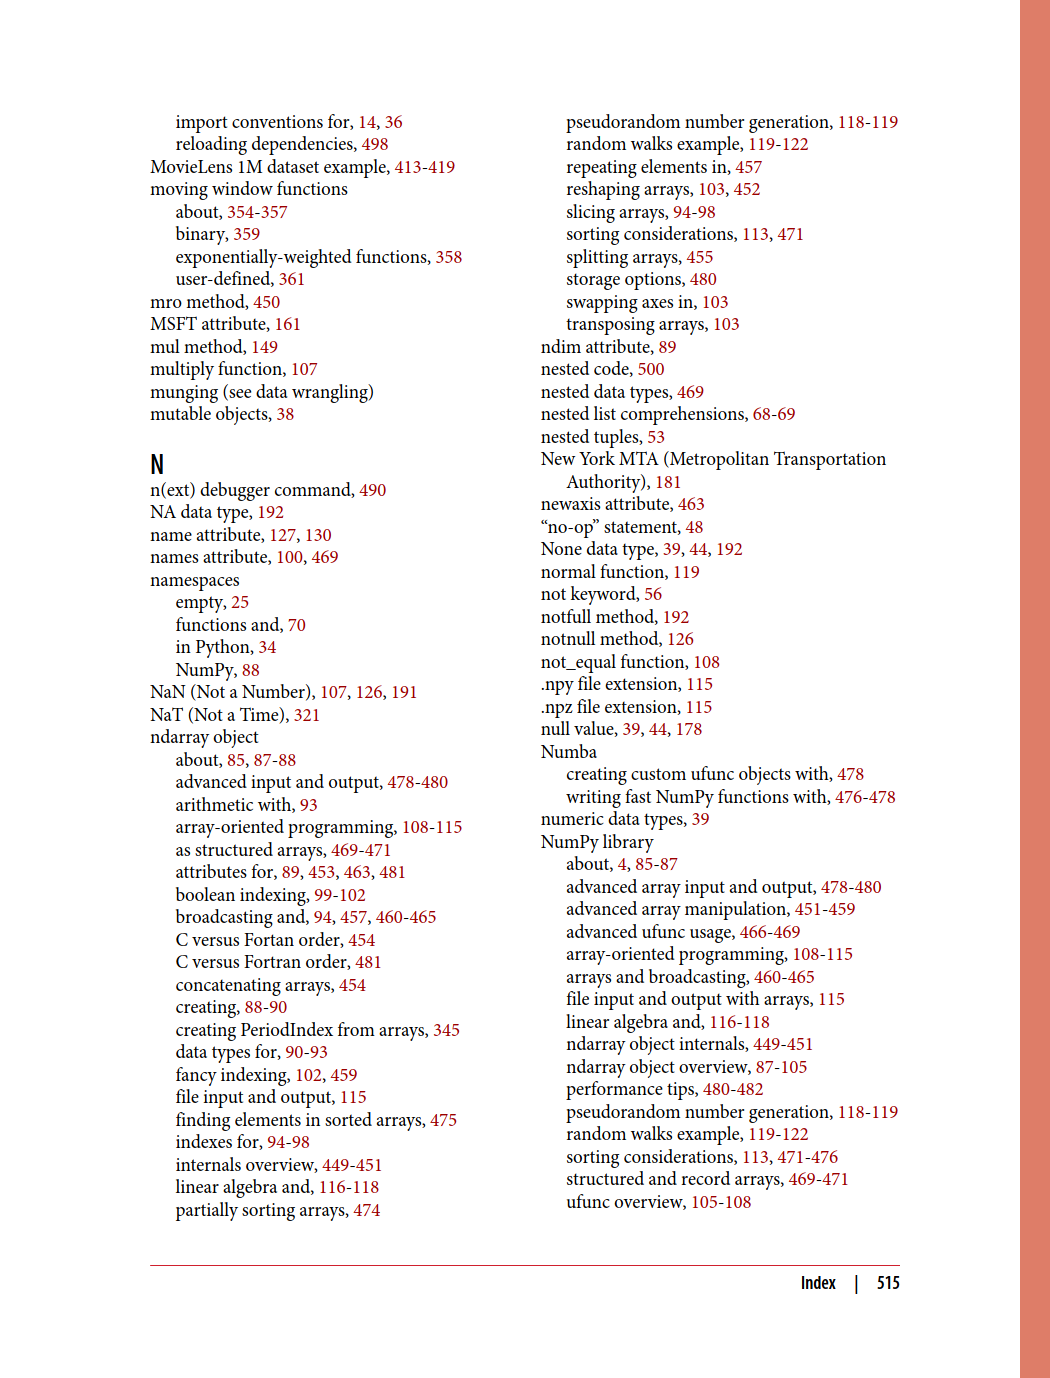 import conventions for, 14, 36
reloading dependencies, 498
MovieLens 1M dataset example, 413-419
moving window functions
about, 354-357
binary, 359
exponentially-weighted functions, 358
user-defined, 361
mro method, 450
MSFT attribute, 161
mul method, 149
multiply function, 107
munging (see data wrangling)
mutable objects, 38
N
n(ext) debugger command, 490
NA data type, 192
name attribute, 127, 130
names attribute, 100, 469
namespaces
empty, 25
functions and, 70
in Python, 34
NumPy, 88
NaN (Not a Number), 107, 126, 191
NaT (Not a Time), 321
ndarray object
about, 85, 87-88
advanced input and output, 478-480
arithmetic with, 93
array-oriented programming, 108-115
as structured arrays, 469-471
attributes for, 89, 453, 463, 481
boolean indexing, 99-102
broadcasting and, 94, 457, 460-465
C versus Fortan order, 454
C versus Fortran order, 481
concatenating arrays, 454
creating, 88-90
creating PeriodIndex from arrays, 345
data types for, 90-93
fancy indexing, 102, 459
file input and output, 115
finding elements in sorted arrays, 475
indexes for, 94-98
internals overview, 449-451
linear algebra and, 116-118
partially sorting arrays, 474
pseudorandom number generation, 118-119
random walks example, 119-122
repeating elements in, 457
reshaping arrays, 103, 452
slicing arrays, 94-98
sorting considerations, 113, 471
splitting arrays, 455
storage options, 480
swapping axes in, 103
transposing arrays, 103
ndim attribute, 89
nested code, 500
nested data types, 469
nested list comprehensions, 68-69
nested tuples, 53
New York MTA (Metropolitan Transportation
Authority), 181
newaxis attribute, 463
“no-op” statement, 48
None data type, 39, 44, 192
normal function, 119
not keyword, 56
notfull method, 192
notnull method, 126
not_equal function, 108
.npy file extension, 115
.npz file extension, 115
null value, 39, 44, 178
Numba
creating custom ufunc objects with, 478
writing fast NumPy functions with, 476-478
numeric data types, 39
NumPy library
about, 4, 85-87
advanced array input and output, 478-480
advanced array manipulation, 451-459
advanced ufunc usage, 466-469
array-oriented programming, 108-115
arrays and broadcasting, 460-465
file input and output with arrays, 115
linear algebra and, 116-118
ndarray object internals, 449-451
ndarray object overview, 87-105
performance tips, 480-482
pseudorandom number generation, 118-119
random walks example, 119-122
sorting considerations, 113, 471-476
structured and record arrays, 469-471
ufunc overview, 105-108
Index | 515